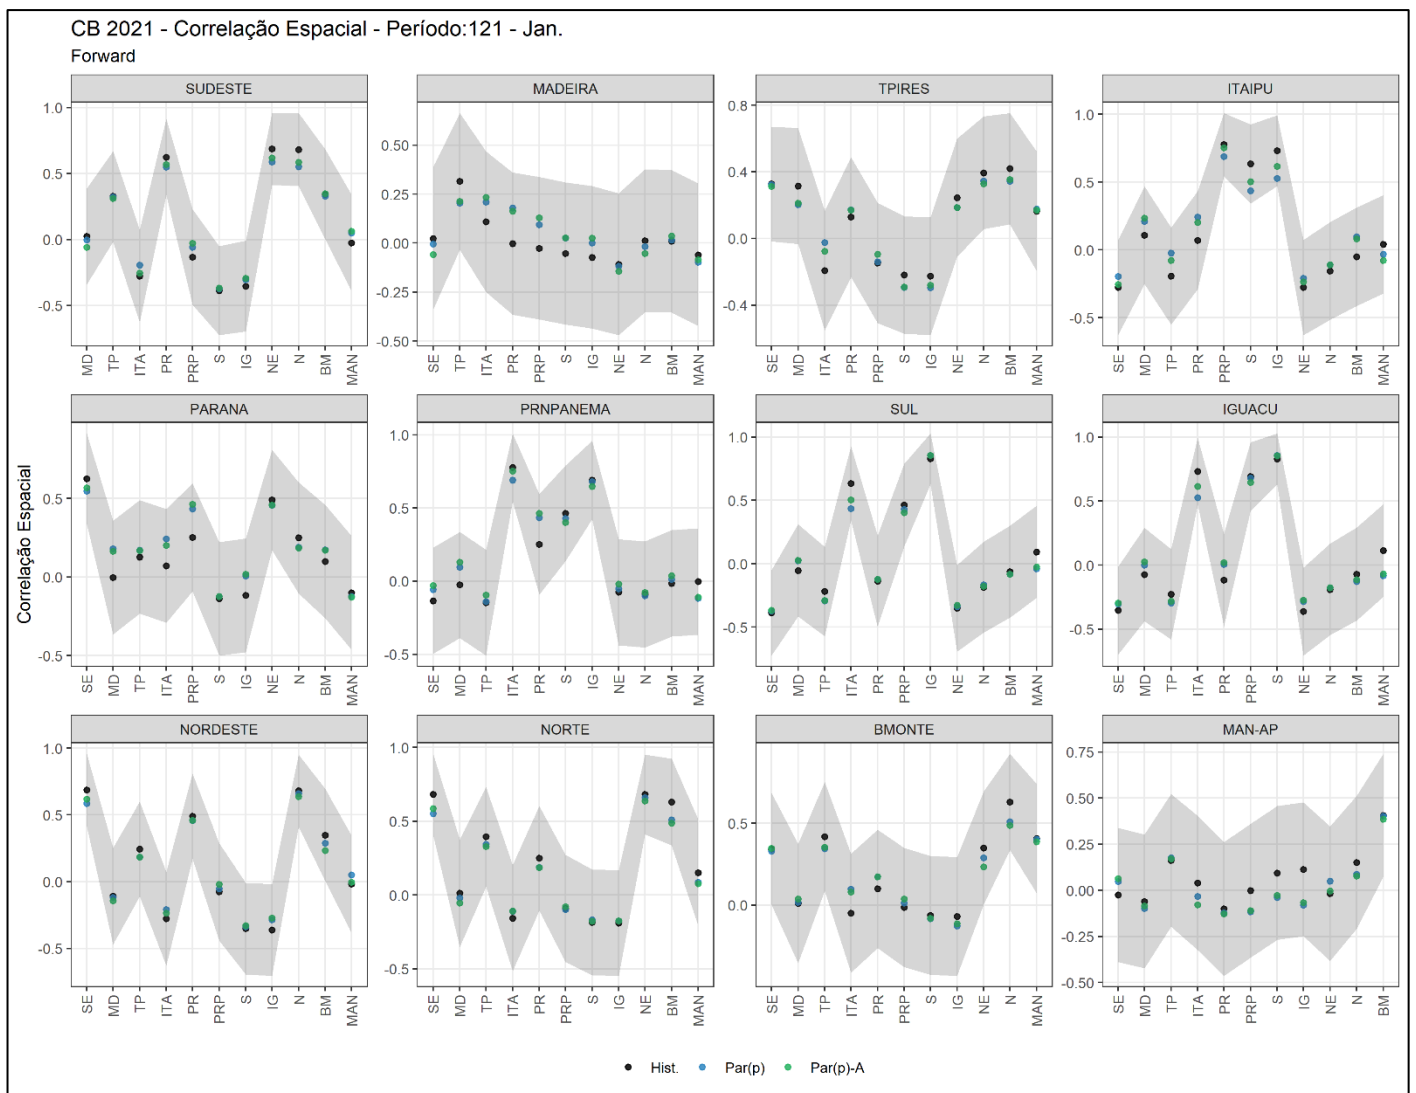 CB 2021 - Correlação Espacial - Período:121 - Jan.
Forward
Correlação Espacial
SUDESTE
1.0
0.5
0.0
-0.5
MD TP ITA PR PRP S IG NE N BM MAN
MADEIRA
0.50
0.25
0.00
-0.25
-0.50
SE TP ITA PR PRP S IG NE N BM MAN
TPIRES
0.8
0.4
0.0
-0.4
SE MD ITA PR PRP S IG NE N BM MAN
ITAIPU
1.0
0.5
0.0
-0.5
SE MD TP PR PRP S IG NE N BM MAN
PARANA
0.5
0.0
-0.5
SE MD TP ITA PRP S IG NE N BM MAN
PRNPANEMA
1.0
0.5
0.0
-0.5
SE MD TP ITA PR S IG NE N BM MAN
SUL
1.0
0.5
0.0
-0.5
SE MD TP ITA PR PRP IG NE N BM MAN
IGUACU
1.0
0.5
0.0
-0.5
SE MD TP ITA PR PRP S NE N BM MAN
NORDESTE
1.0
0.5
0.0
-0.5
SE MD TP ITA PR PRP S IG N BM MAN
NORTE
1.0
0.5
0.0
-0.5
SE MD TP ITA PR PRP S IG NE BM MAN
BMONTE
0.5
0.0
SE MD TP ITA PR PRP S IG NE N MAN
MAN-AP
0.75
0.50
0.25
0.00
-0.25
-0.50
SE MD TP ITA PR PRP S IG NE N BM
Hist. Par(p) Par(p)-A